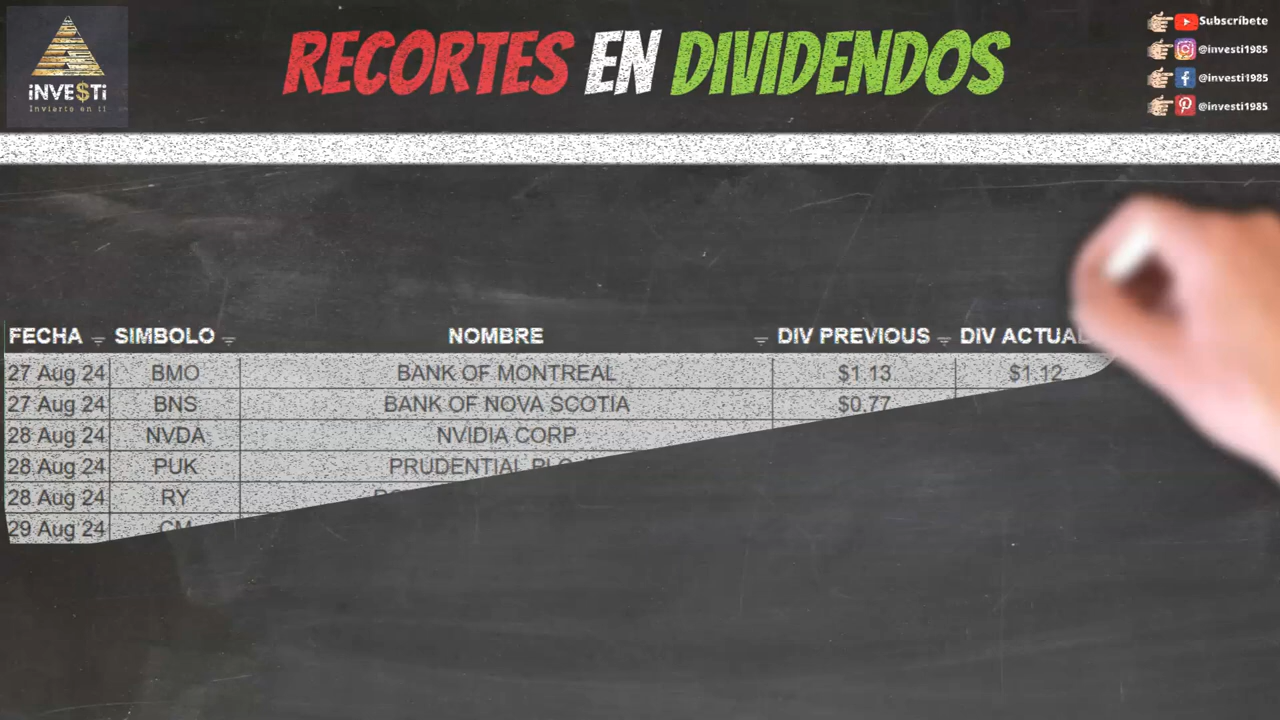 iNVE$Ti
Invierte en ti
RECORTES EN DIVIDENDOS
Subscríbete
@investi1985
@investi1985
@investi1985
FECHA SIMBOLO NOMBRE DIV PREVIOUS DIV ACTUAL
27 Aug 24 BMO BANK OF MONTREAL $1.13 $1.12
27 Aug 24 BNS BANK OF NOVA SCOTIA $0.77
28 Aug 24 NVDA NVIDIA CORP
28 Aug 24 PUK PRUDENTIAL PLC
28 Aug 24 RY
29 Aug 24 CM